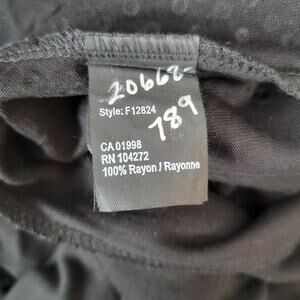 20668-
Style: F12824
789
CA 01998
RN 104272
100% Rayon / Rayonne